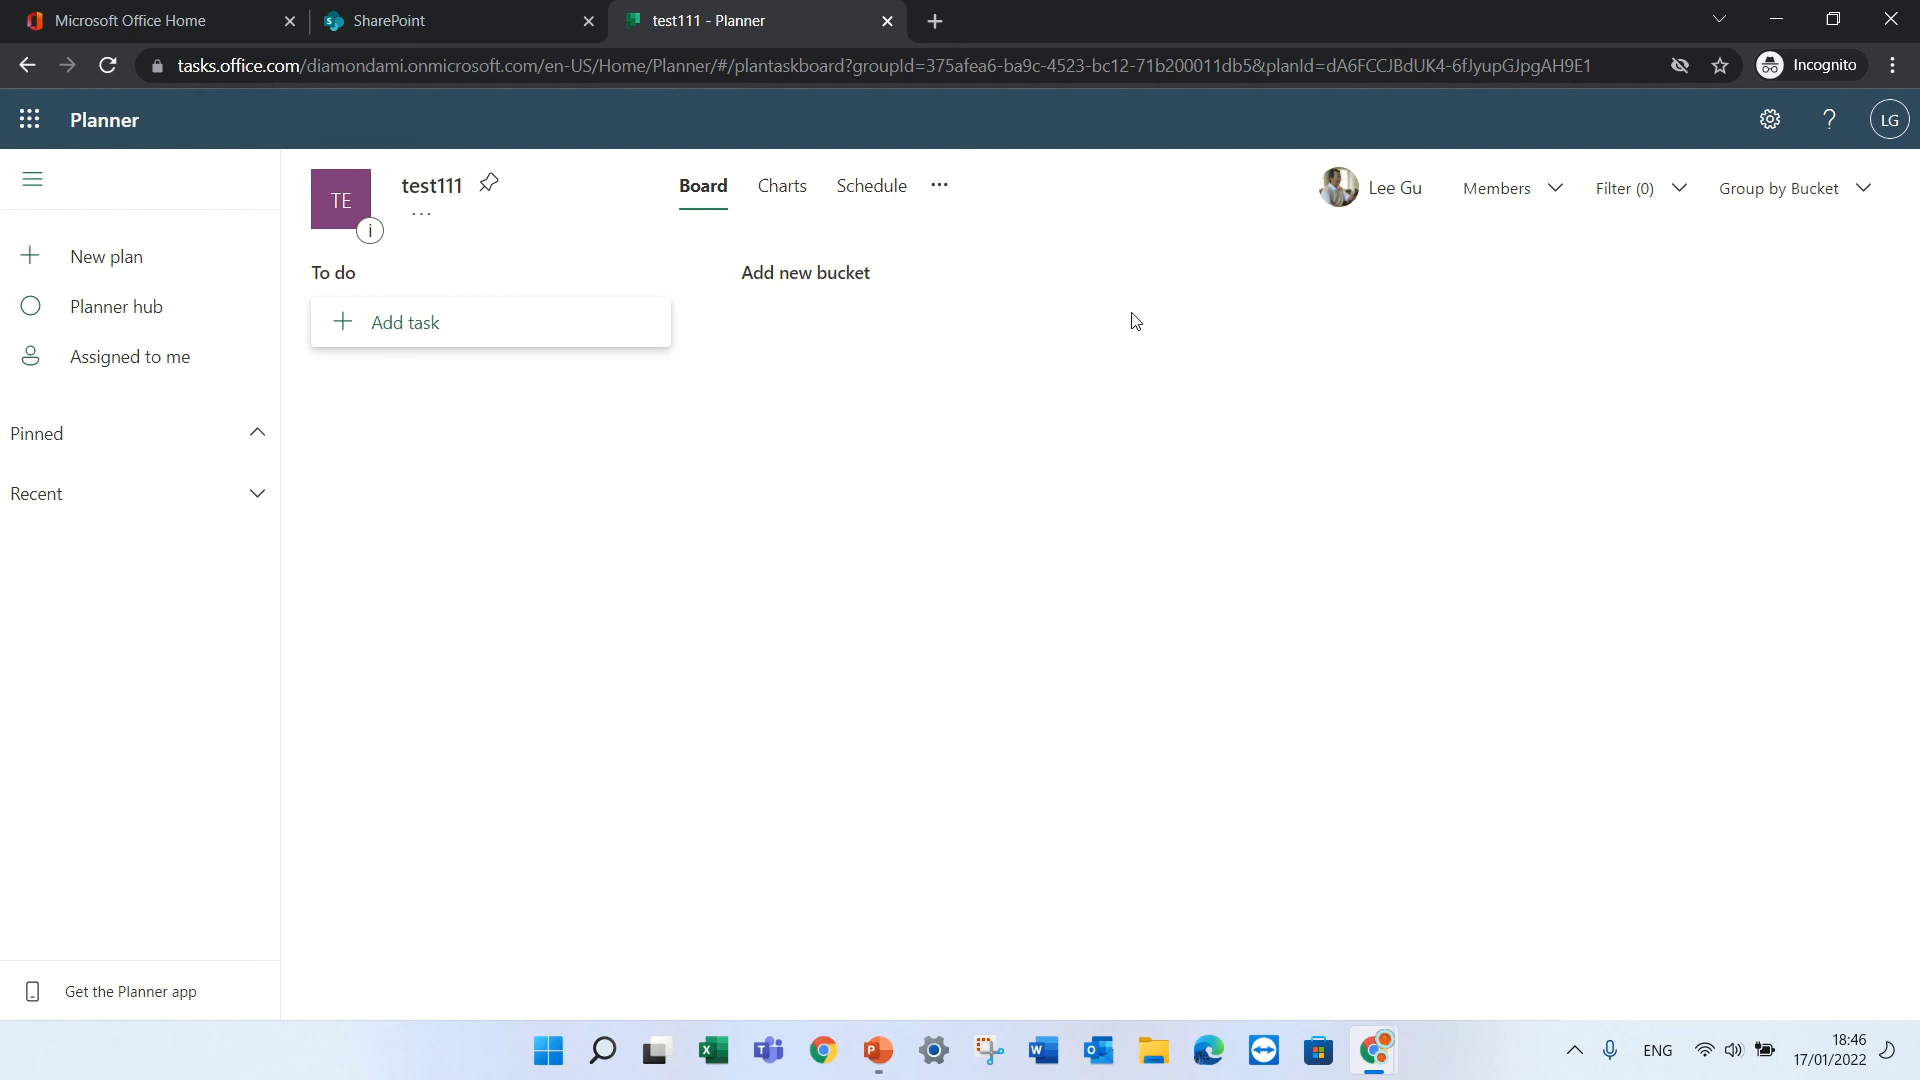 Microsoft Office Home
SharePoint
test111 - Planner
tasks.office.com/diamondami.onmicrosoft.com/en-US/Home/Planner/#/plantaskboard?groupId=375afea6-ba9c-4523-bc12-71b200011db5&planId=dA6FCCJBdUK4-6fJyupGJpgAH9E1
Incognito
Planner
?
LG
TE
i
test111
...
Board
Charts
Schedule
...
Lee Gu
Members
Filter (0)
Group by Bucket
New plan
Planner hub
Assigned to me
Pinned
Recent
To do
Add new bucket
Add task
Get the Planner app
ENG
18:46
17/01/2022